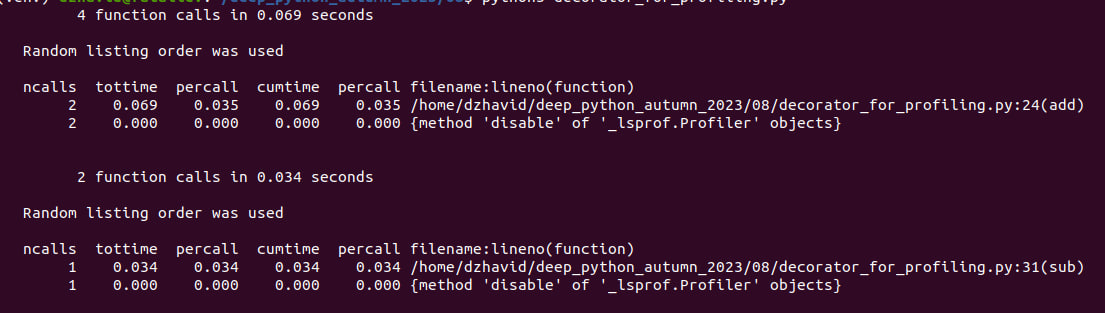 4 function calls in 0.069 seconds
Random listing order was used
ncalls tottime percall cumtime percall filename:lineno(function)
2 0.069 0.035 0.069 0.035 /home/dzhavid/deep_python_autumn_2023/08/decorator_for_profiling.py:24(add)
2 0.000 0.000 0.000 0.000 {method 'disable' of '_lsprof.Profiler' objects}
2 function calls in 0.034 seconds
Random listing order was used
ncalls tottime percall cumtime percall filename:lineno(function)
1 0.034 0.034 0.034 0.034 /home/dzhavid/deep_python_autumn_2023/08/decorator_for_profiling.py:31(sub)
1 0.000 0.000 0.000 0.000 {method 'disable' of '_lsprof.Profiler' objects}